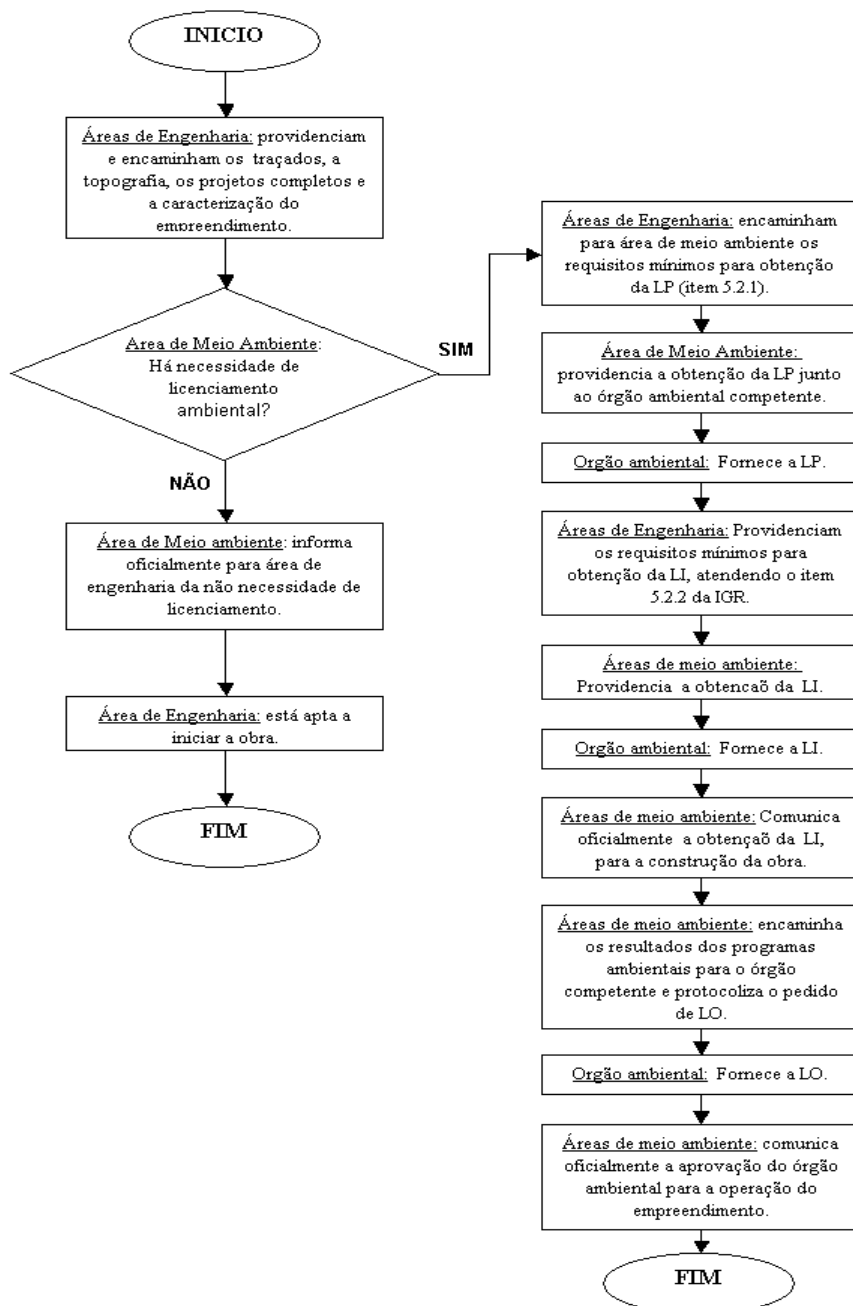 INICIO
Áreas de Engenharia: providenciam
e encaminham os traçados, a
topografia, os projetos completos e
a caracterização do
empreendimento.
Área de Meio Ambiente:
Há necessidade de
licenciamento
ambiental?
SIM
NÃO
Área de Meio ambiente: informa
oficialmente para área de
engenharia da não necessidade de
licenciamento.
Área de Engenharia: está apta a
iniciar a obra.
FIM
Áreas de Engenharia: encaminham
para área de meio ambiente os
requisitos mínimos para obtenção
da LP (item 5.2.1).
Área de Meio Ambiente:
providencia a obtenção da LP junto
ao órgão ambiental competente.
Orgão ambiental: Fornece a LP.
Áreas de Engenharia: Providenciam
os requisitos mínimos para
obtenção da LI, atendendo o item
5.2.2 da IGR.
Áreas de meio ambiente:
Providencia a obtencaõ da LI.
Orgão ambiental: Fornece a LI.
Áreas de meio ambiente: Comunica
oficialmente a obtençaõ da LI,
para a construção da obra.
Áreas de meio ambiente: encaminha
os resultados dos programas
ambientais para o órgão
competente e protocoliza o pedido
de LO.
Orgão ambiental: Fornece a LO.
Áreas de meio ambiente: comunica
oficialmente a aprovação do órgão
ambiental para a operação do
empreendimento.
FIM